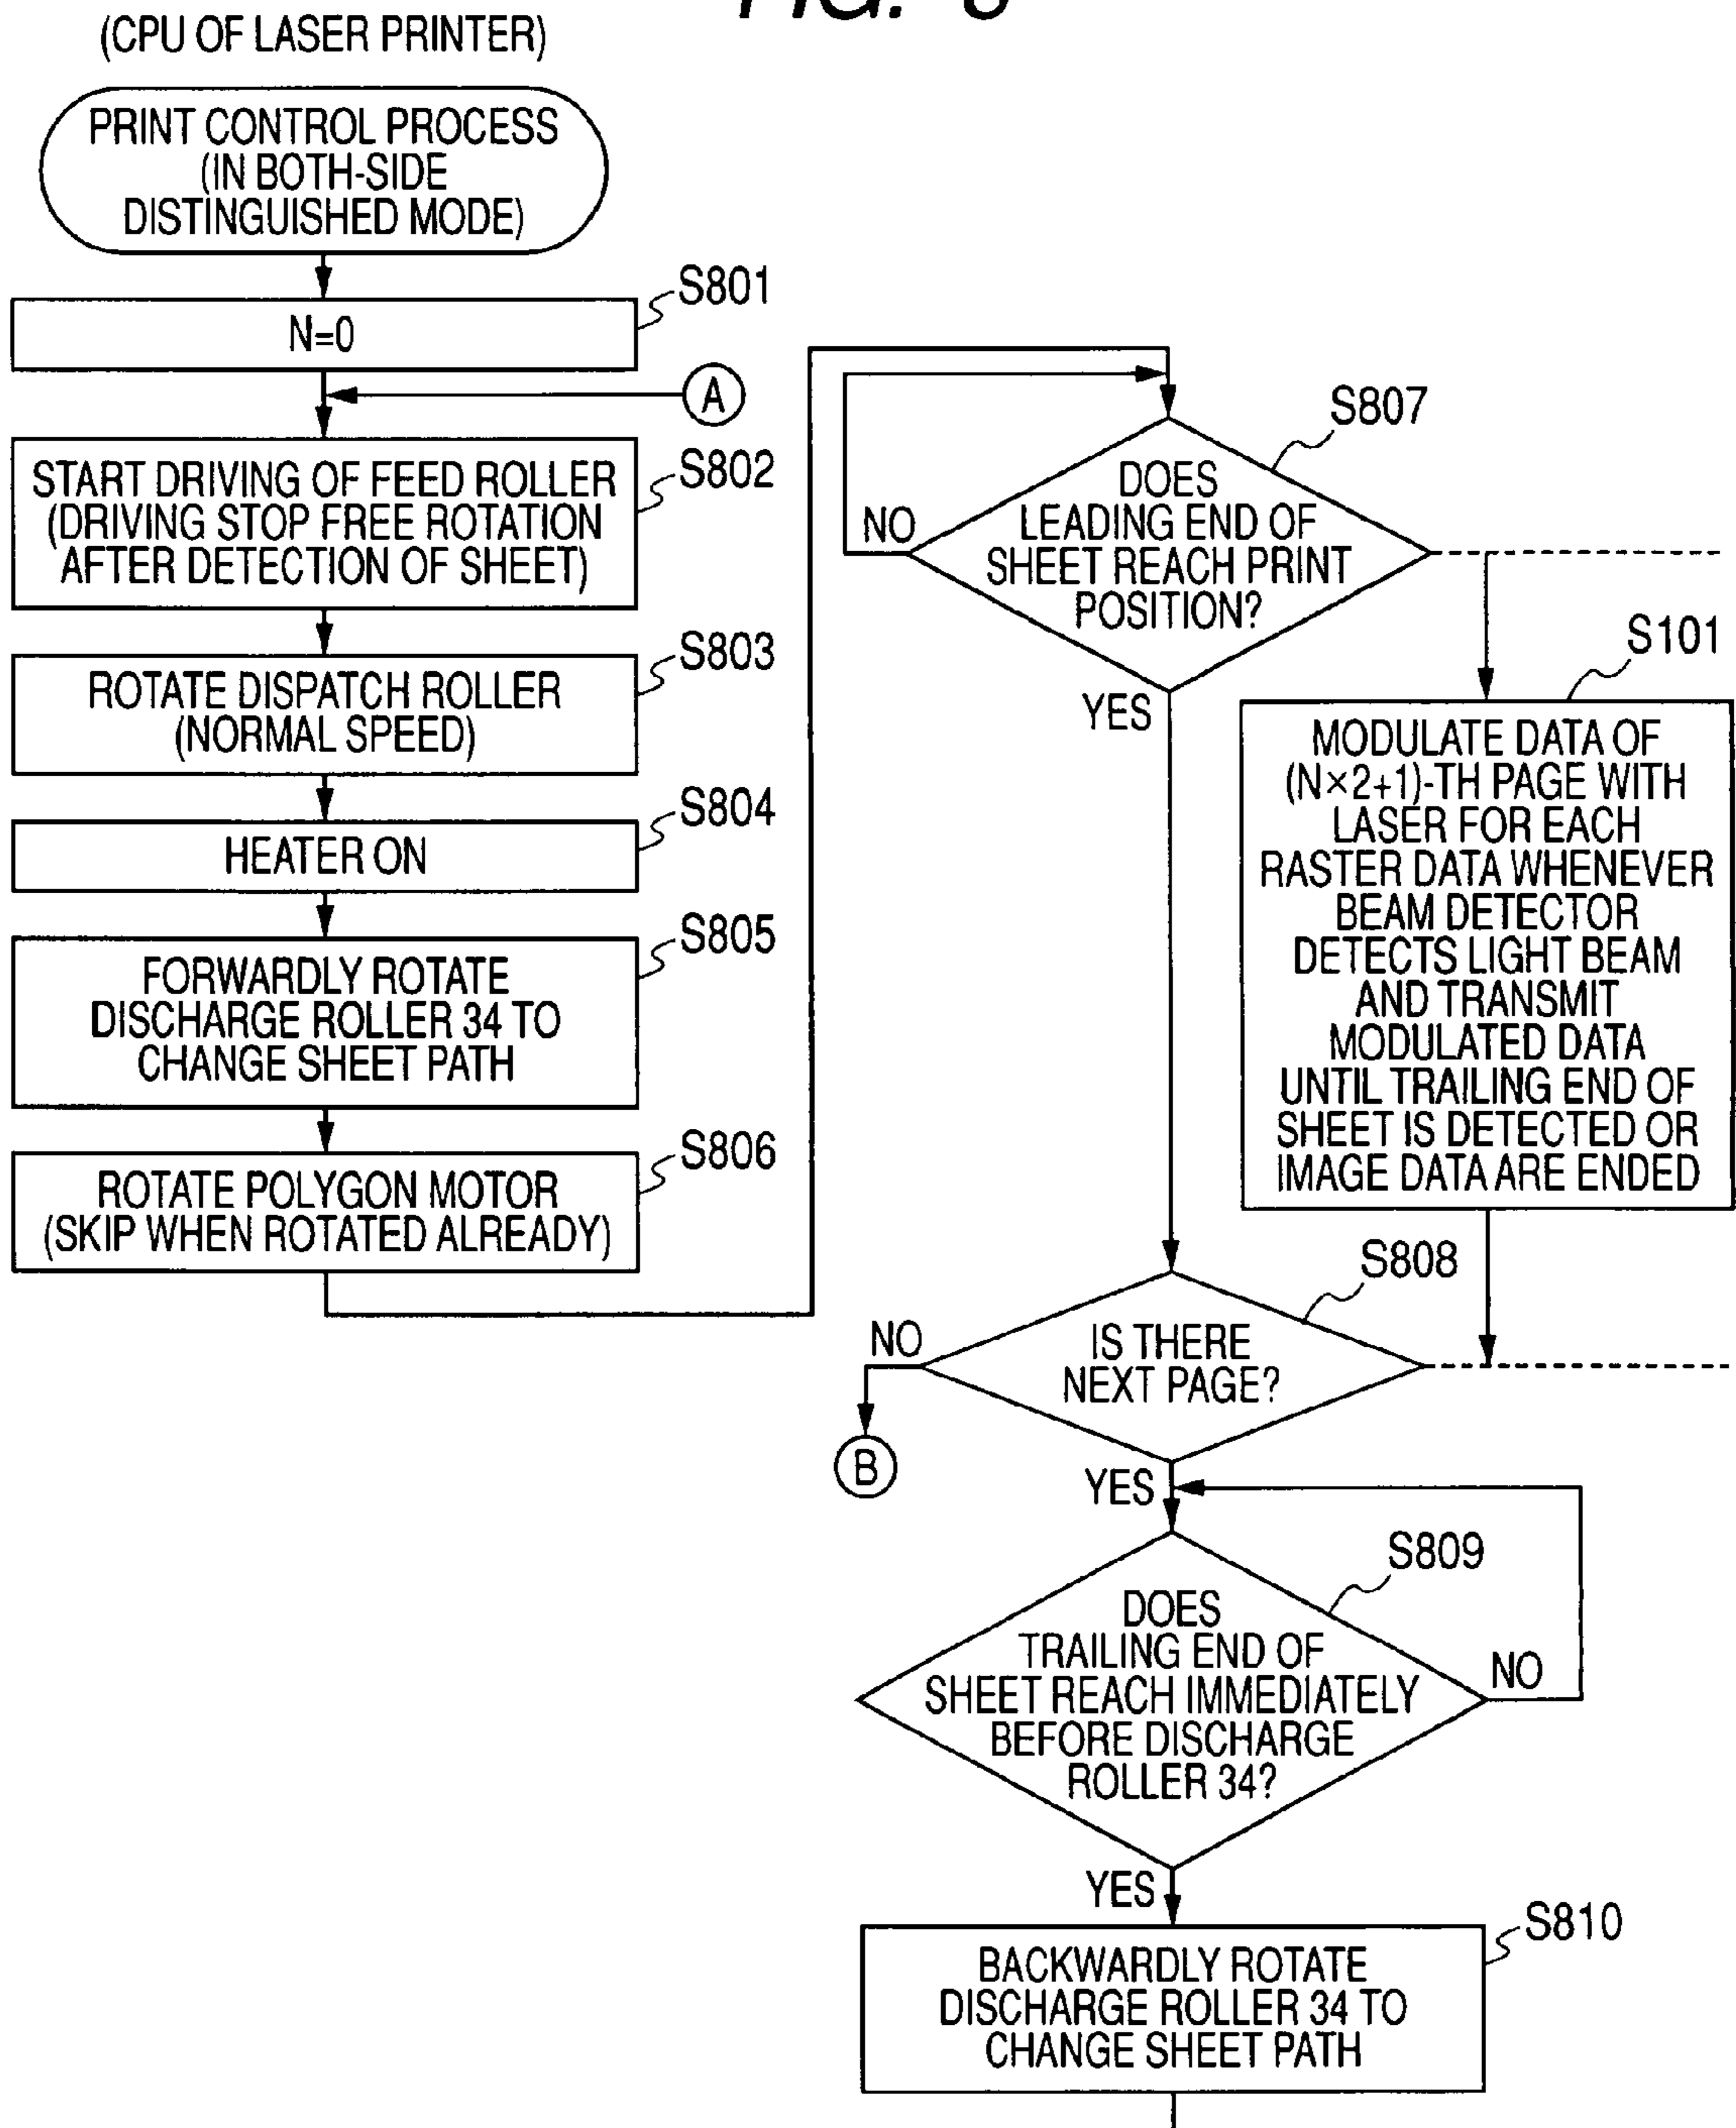 (CPU OF LASER PRINTER)
PRINT CONTROL PROCESS
(IN BOTH-SIDE
DISTINGUISHED MODE)
S801
N=0
A
S802
START DRIVING OF FEED ROLLER
(DRIVING STOP FREE ROTATION
AFTER DETECTION OF SHEET)
S803
ROTATE DISPATCH ROLLER
(NORMAL SPEED)
S804
HEATER ON
S805
FORWARDLY ROTATE
DISCHARGE ROLLER 34 TO
CHANGE SHEET PATH
S806
ROTATE POLYGON MOTOR
(SKIP WHEN ROTATED ALREADY)
S807
DOES
LEADING END OF
SHEET REACH PRINT
POSITION?
NO
YES
S101
MODULATE DATA OF
(N×2+1)-TH PAGE WITH
LASER FOR EACH
RASTER DATA WHENEVER
BEAM DETECTOR
DETECTS LIGHT BEAM
AND TRANSMIT
MODULATED DATA
UNTIL TRAILING END OF
SHEET IS DETECTED OR
IMAGE DATA ARE ENDED
S808
IS THERE
NEXT PAGE?
NO
B
YES
S809
DOES
TRAILING END OF
SHEET REACH IMMEDIATELY
BEFORE DISCHARGE
ROLLER 34?
NO
YES
S810
BACKWARDLY ROTATE
DISCHARGE ROLLER 34 TO
CHANGE SHEET PATH